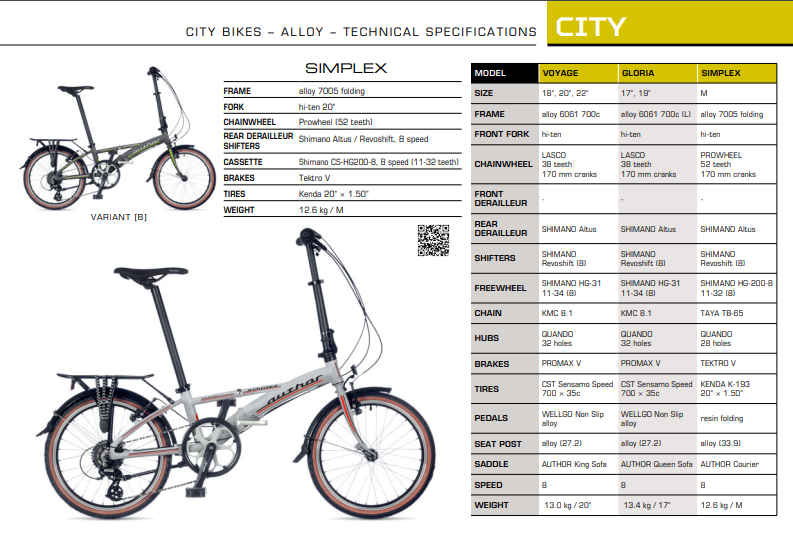 CITY BIKES – ALLOY – TECHNICAL SPECIFICATIONS
CITY
SIMPLEX
FRAME alloy 7005 folding
FORK hi-ten 20"
CHAINWHEEL Prowheel (52 teeth)
REAR DERAILLEUR
SHIFTERS Shimano Altus / Revoshift, 8 speed
CASSETTE Shimano CS-HG200-8, 8 speed (11-32 teeth)
BRAKES Tektro V
TIRES Kenda 20" × 1.50"
WEIGHT 12.6 kg / M
author
VARIANT [B]
simplex
author
MODEL VOYAGE GLORIA SIMPLEX
SIZE 18", 20", 22" 17", 19" M
FRAME alloy 6061 700c alloy 6061 700c (L) alloy 7005 folding
FRONT FORK hi-ten hi-ten hi-ten
CHAINWHEEL LASCO LASCO PROWHEEL
38 teeth 38 teeth 52 teeth
170 mm cranks 170 mm cranks 170 mm cranks
FRONT
DERAILLEUR - - -
REAR
DERAILLEUR SHIMANO Altus SHIMANO Altus SHIMANO Altus
SHIFTERS SHIMANO SHIMANO SHIMANO
Revoshift (8) Revoshift (8) Revoshift (8)
FREEWHEEL SHIMANO HG-31 SHIMANO HG-31 SHIMANO HG-200-8
11-34 (8) 11-34 (8) 11-32 (8)
CHAIN KMC 8.1 KMC 8.1 TAYA TB-65
HUBS QUANDO QUANDO QUANDO
32 holes 32 holes 28 holes
BRAKES PROMAX V PROMAX V TEKTRO V
TIRES CST Sensamo Speed CST Sensamo Speed KENDA K-193
700 × 35c 700 × 35c 20" × 1.50"
PEDALS WELLGO Non Slip WELLGO Non Slip resin folding
alloy alloy
SEAT POST alloy (27.2) alloy (27.2) alloy (33.9)
SADDLE AUTHOR King Sofa AUTHOR Queen Sofa AUTHOR Courier
SPEED 8 8 8
WEIGHT 13.0 kg / 20" 13.4 kg / 17" 12.6 kg / M